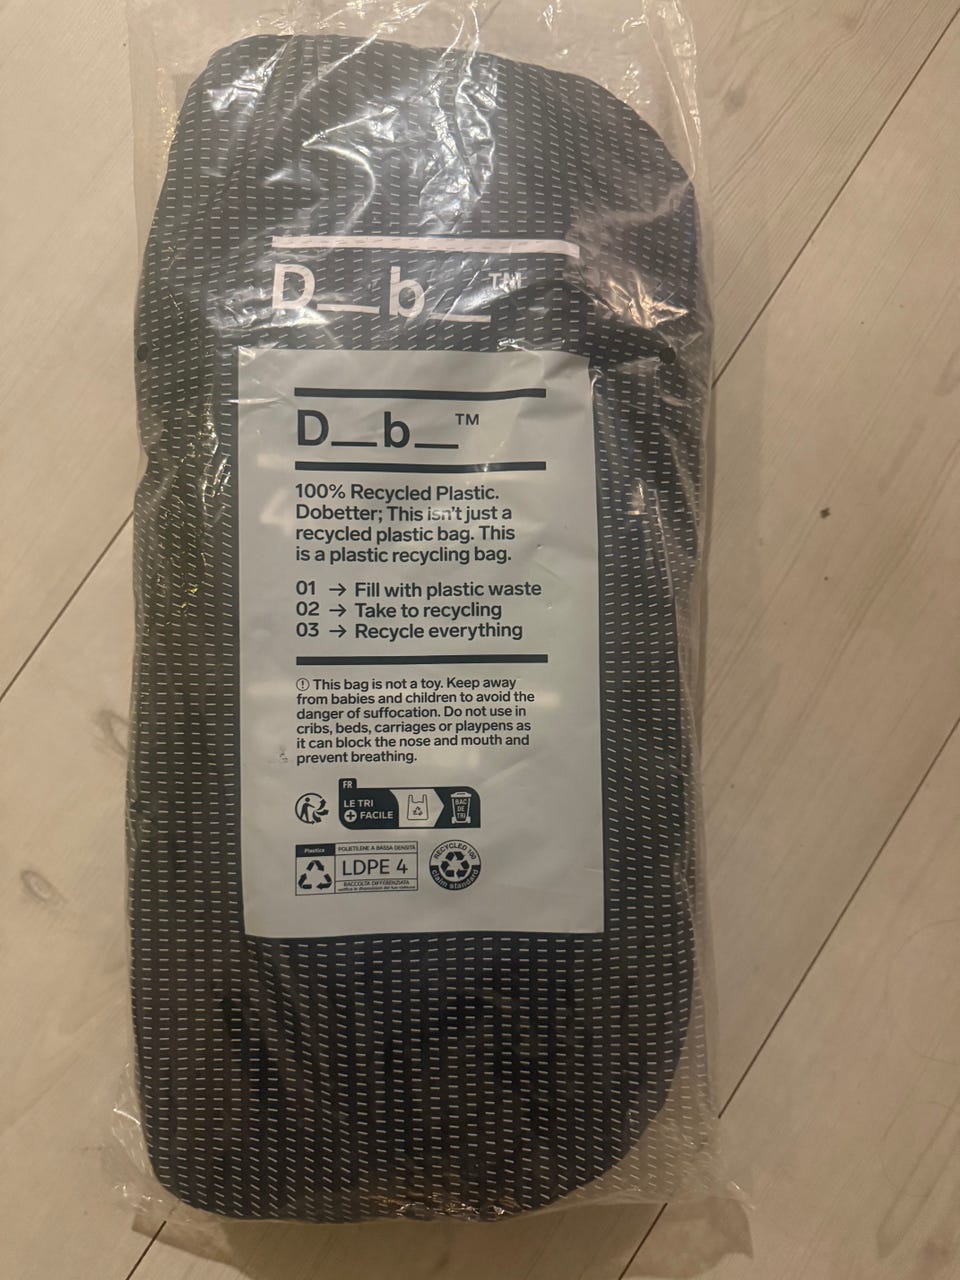 D__b__™
D__b__™
100% Recycled Plastic.
Dobetter; This isn't just a
recycled plastic bag. This
is a plastic recycling bag.
01 → Fill with plastic waste
02 → Take to recycling
03 → Recycle everything
This bag is not a toy. Keep away
from babies and children to avoid the
danger of suffocation. Do not use in
cribs, beds, carriages or playpens as
it can block the nose and mouth and
prevent breathing.
FR
LE TRI
+ FACILE
BAC
DE
TRI
Plastica
POLIETILENE A BASSA DENSITÀ
LDPE 4
RACCOLTA DIFFERENZIATA
RECYCLED 100
claim standard